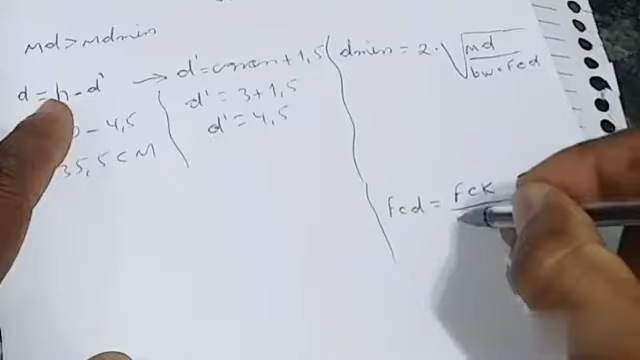 Md > Mdmin
d = h - d'
- 4,5
35,5 cm
→ d' = cnom + 1,5
d' = 3 + 1,5
d' = 4,5
dmin = 2 · √(Md / bw · Fcd)
Fcd = Fck